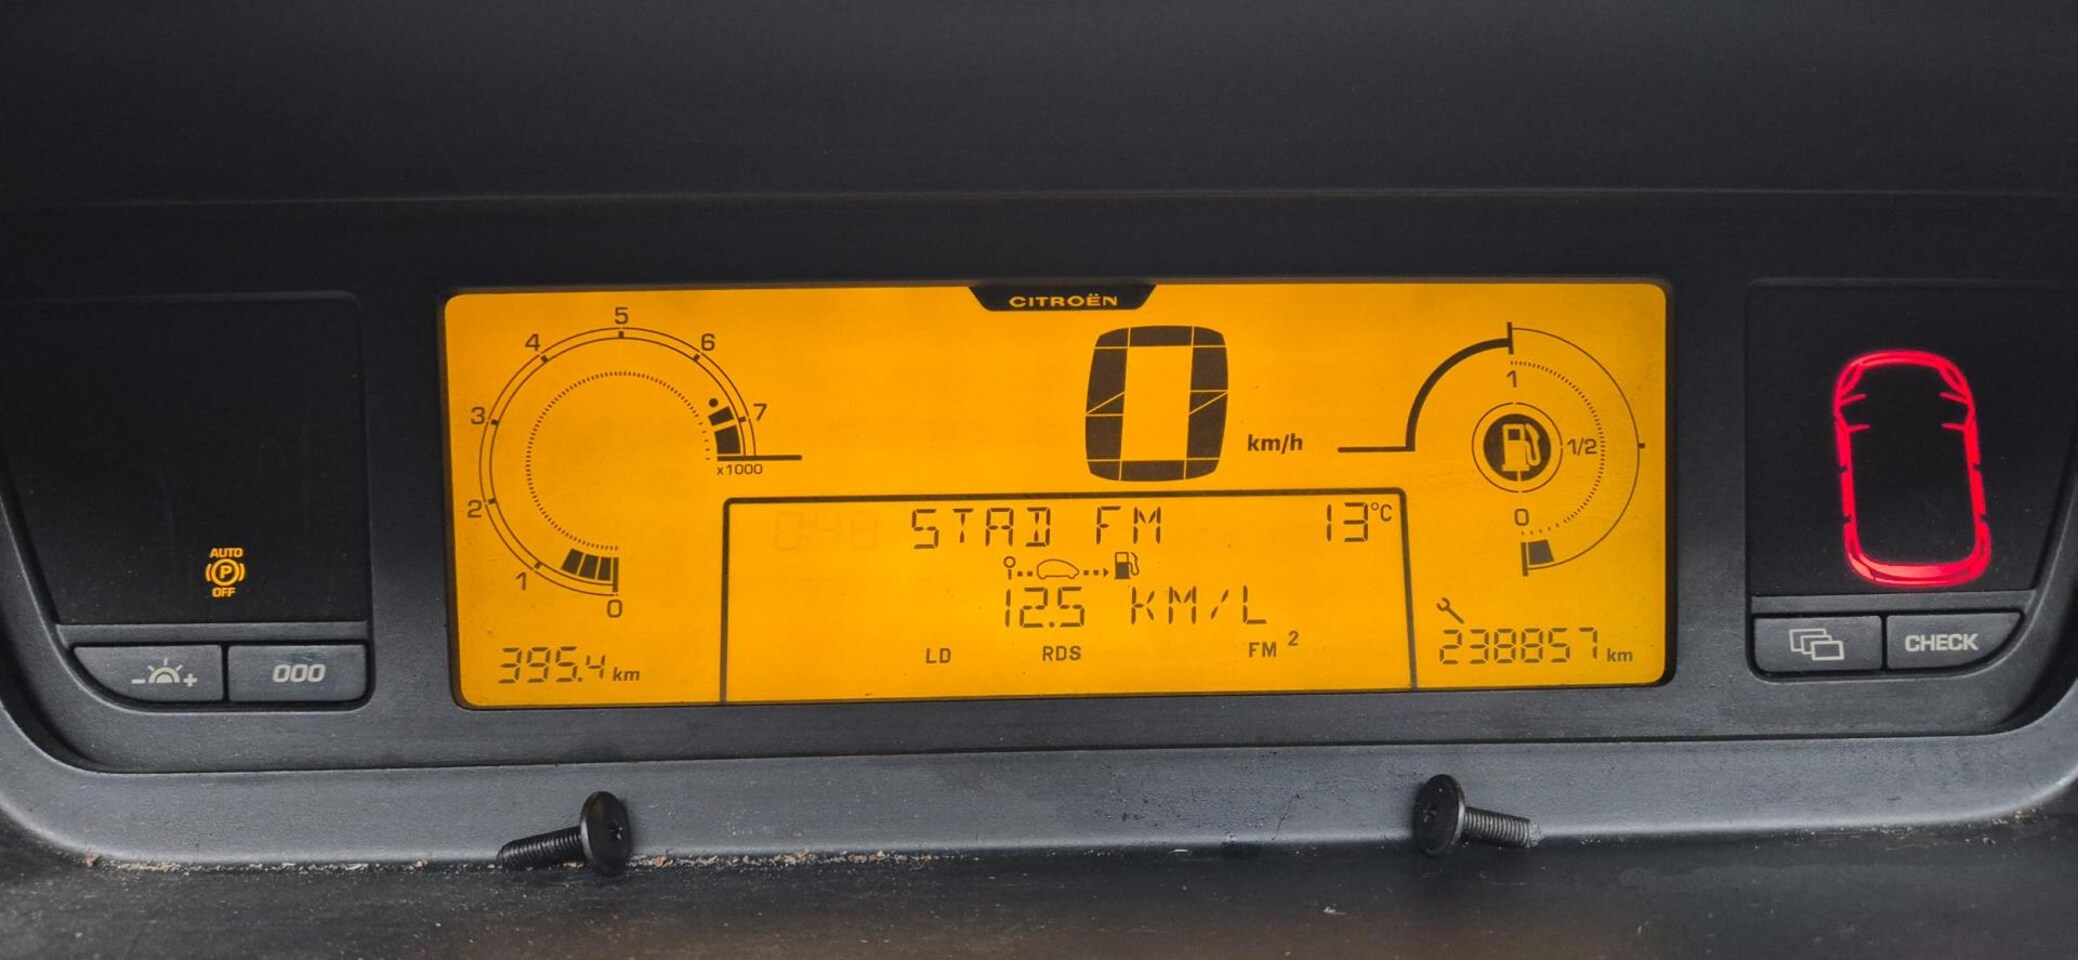 CITROËN
5
4
6
3
7
x1000
2
1
0
0
km/h
1
1/2
0
STAD FM
13°C
12.5 KM/L
LD RDS FM 2
395.4 km
238857 km
AUTO
P
OFF
- +
000
CHECK